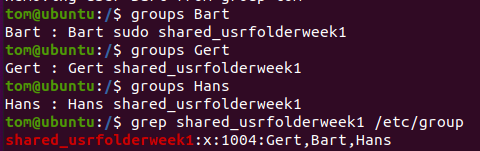 tom@ubuntu:/$ groups Bart
Bart : Bart sudo shared_usrfolderweek1
tom@ubuntu:/$ groups Gert
Gert : Gert shared_usrfolderweek1
tom@ubuntu:/$ groups Hans
Hans : Hans shared_usrfolderweek1
tom@ubuntu:/$ grep shared_usrfolderweek1 /etc/group
shared_usrfolderweek1:x:1004:Gert,Bart,Hans